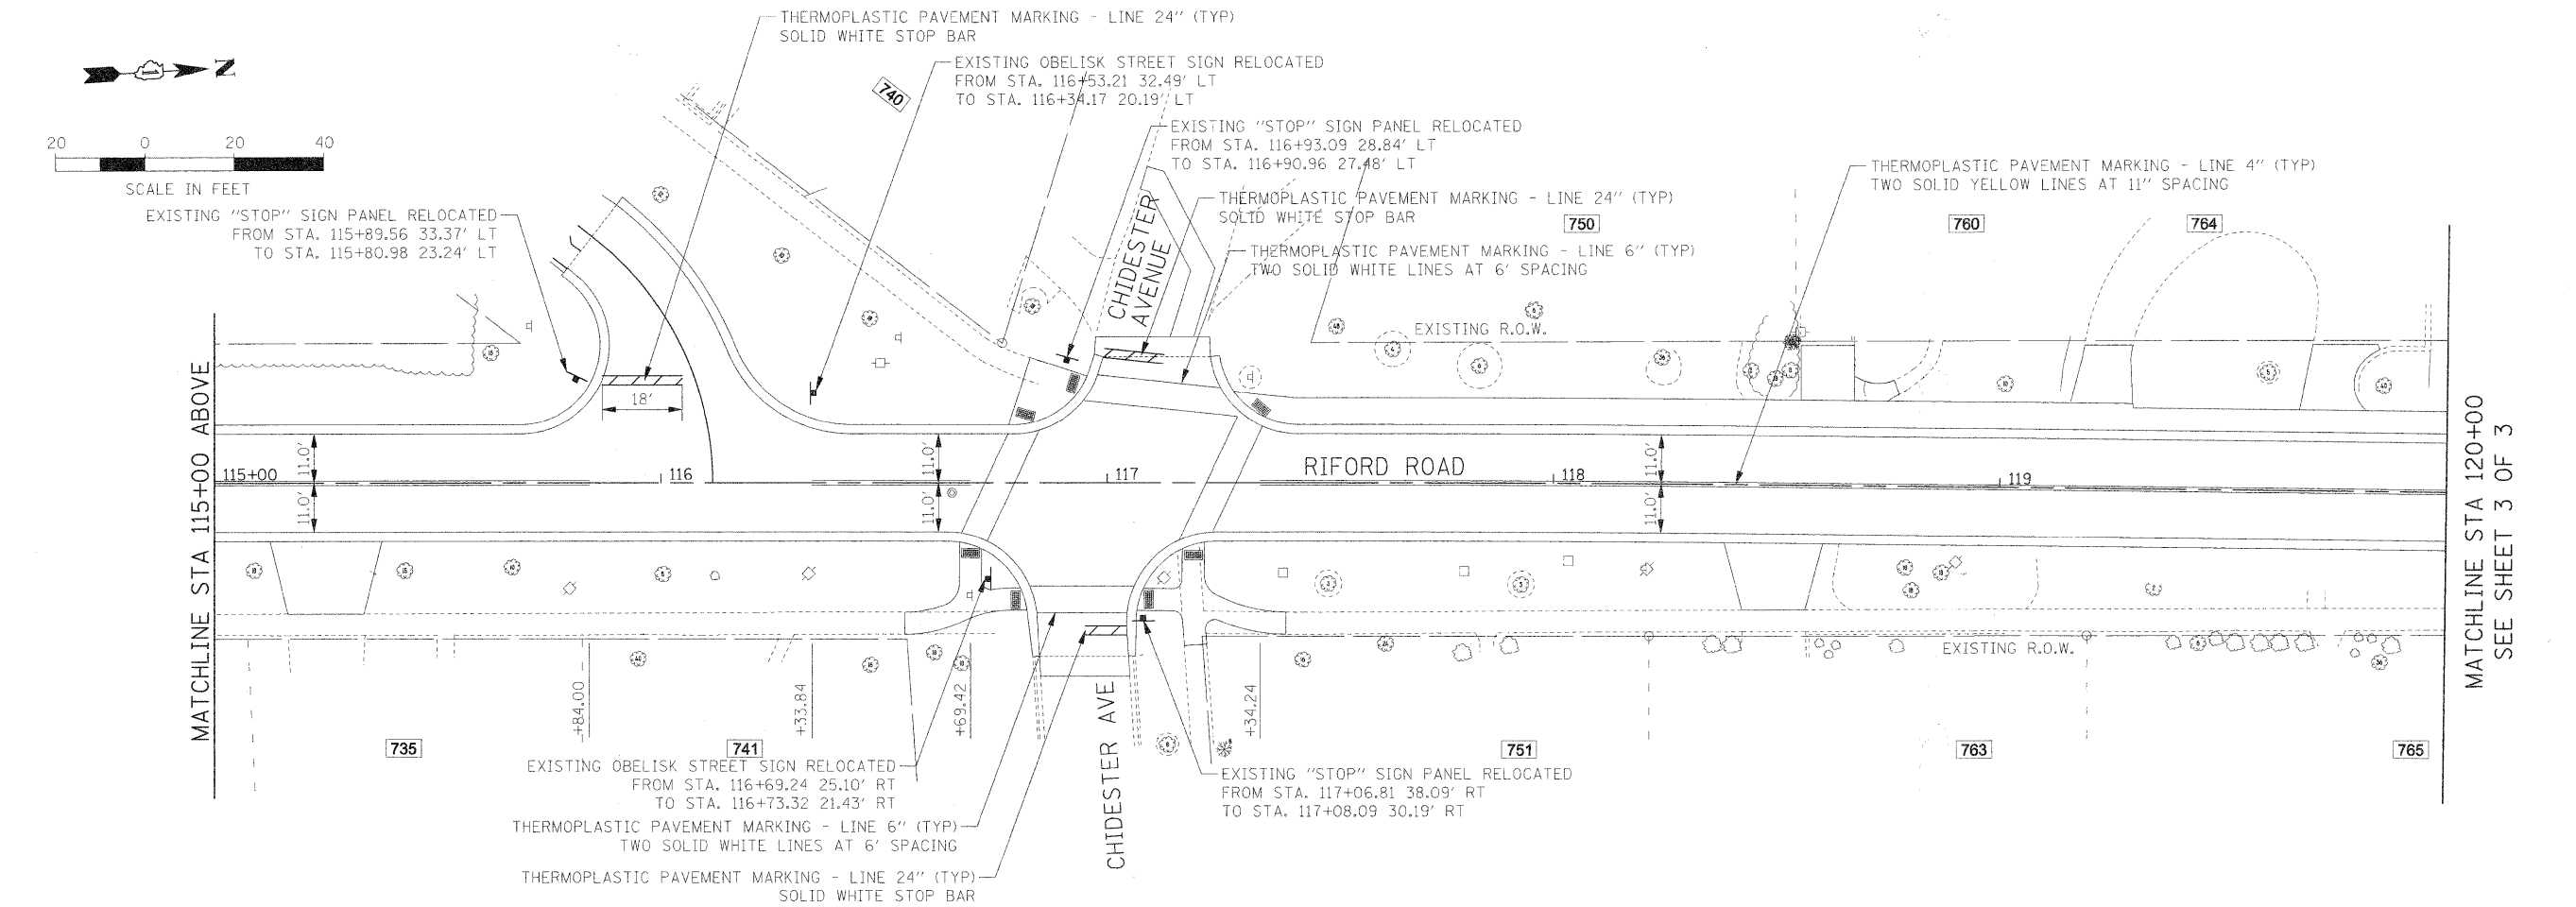 THERMOPLASTIC PAVEMENT MARKING - LINE 24" (TYP)
SOLID WHITE STOP BAR
N
EXISTING OBELISK STREET SIGN RELOCATED
FROM STA. 116+53.21 32.49' LT
TO STA. 116+34.17 20.19' LT
740
EXISTING "STOP" SIGN PANEL RELOCATED
FROM STA. 116+93.09 28.84' LT
TO STA. 116+90.96 27.48' LT
20 0 20 40
SCALE IN FEET
THERMOPLASTIC PAVEMENT MARKING - LINE 4" (TYP)
TWO SOLID YELLOW LINES AT 11" SPACING
EXISTING "STOP" SIGN PANEL RELOCATED
FROM STA. 115+89.56 33.37' LT
TO STA. 115+80.98 23.24' LT
THERMOPLASTIC PAVEMENT MARKING - LINE 24" (TYP)
SOLID WHITE STOP BAR
750
760
764
THERMOPLASTIC PAVEMENT MARKING - LINE 6" (TYP)
TWO SOLID WHITE LINES AT 6' SPACING
CHIDESTER
AVENUE
EXISTING R.O.W.
18'
MATCHLINE STA 115+00 ABOVE
11.0'
11.0'
11.0'
115+00
116
117
RIFORD ROAD
118
119
11.0'
11.0'
11.0'
MATCHLINE STA 120+00
SEE SHEET 3 OF 3
EXISTING R.O.W.
+84.00
+33.84
+69.42
+34.24
735
741
751
763
765
CHIDESTER AVE
EXISTING OBELISK STREET SIGN RELOCATED
FROM STA. 116+69.24 25.10' RT
TO STA. 116+73.32 21.43' RT
EXISTING "STOP" SIGN PANEL RELOCATED
FROM STA. 117+06.81 38.09' RT
TO STA. 117+08.09 30.19' RT
THERMOPLASTIC PAVEMENT MARKING - LINE 6" (TYP)
TWO SOLID WHITE LINES AT 6' SPACING
THERMOPLASTIC PAVEMENT MARKING - LINE 24" (TYP)
SOLID WHITE STOP BAR